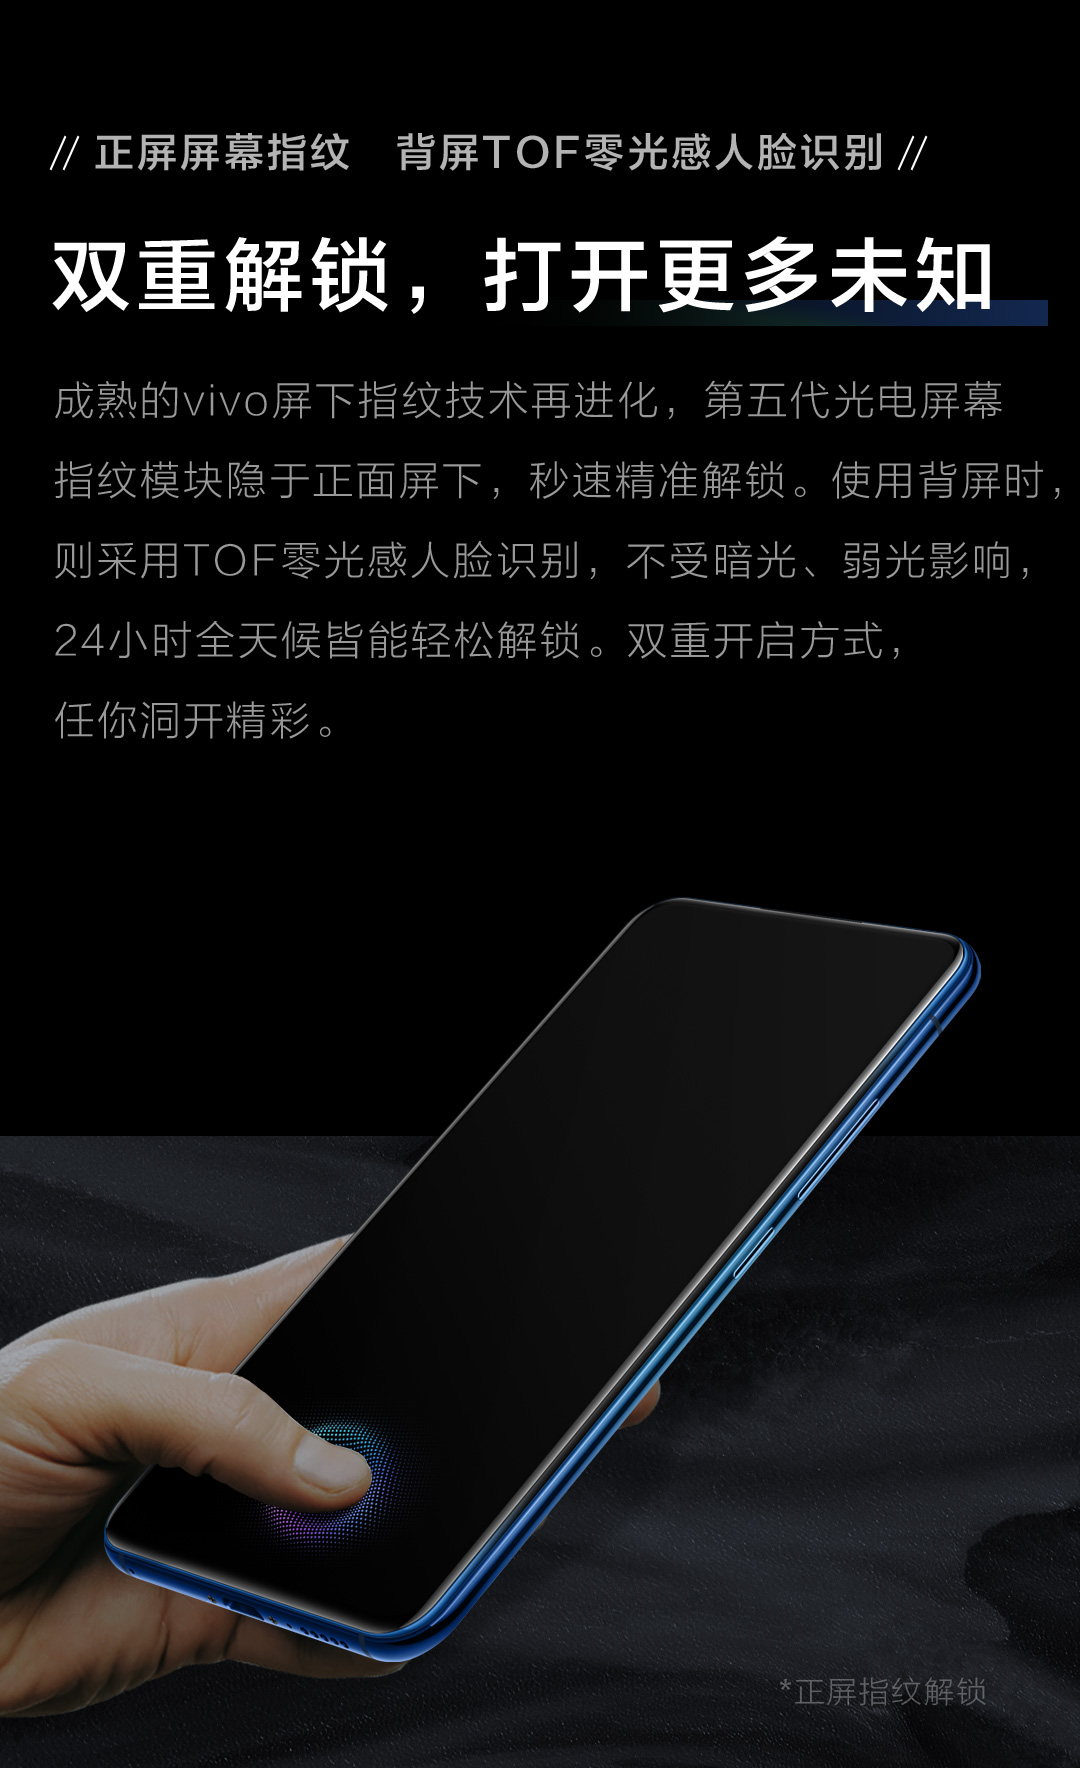 // 正屏屏幕指纹 背屏TOF零光感人脸识别 //
双重解锁，打开更多未知
成熟的vivo屏下指纹技术再进化，第五代光电屏幕
指纹模块隐于正面屏下，秒速精准解锁。使用背屏时，
则采用TOF零光感人脸识别，不受暗光、弱光影响，
24小时全天候皆能轻松解锁。双重开启方式，
任你洞开精彩。
*正屏指纹解锁